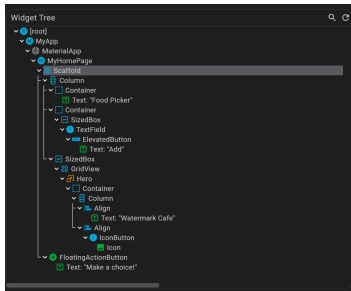 Widget Tree
[root]
MyApp
MaterialApp
MyHomePage
Scaffold
Column
Container
Text: "Food Picker"
Container
SizedBox
TextField
ElevatedButton
Text: "Add"
SizedBox
GridView
Hero
Container
Column
Align
Text: "Watermark Cafe"
Align
IconButton
Icon
FloatingActionButton
Text: "Make a choice!"